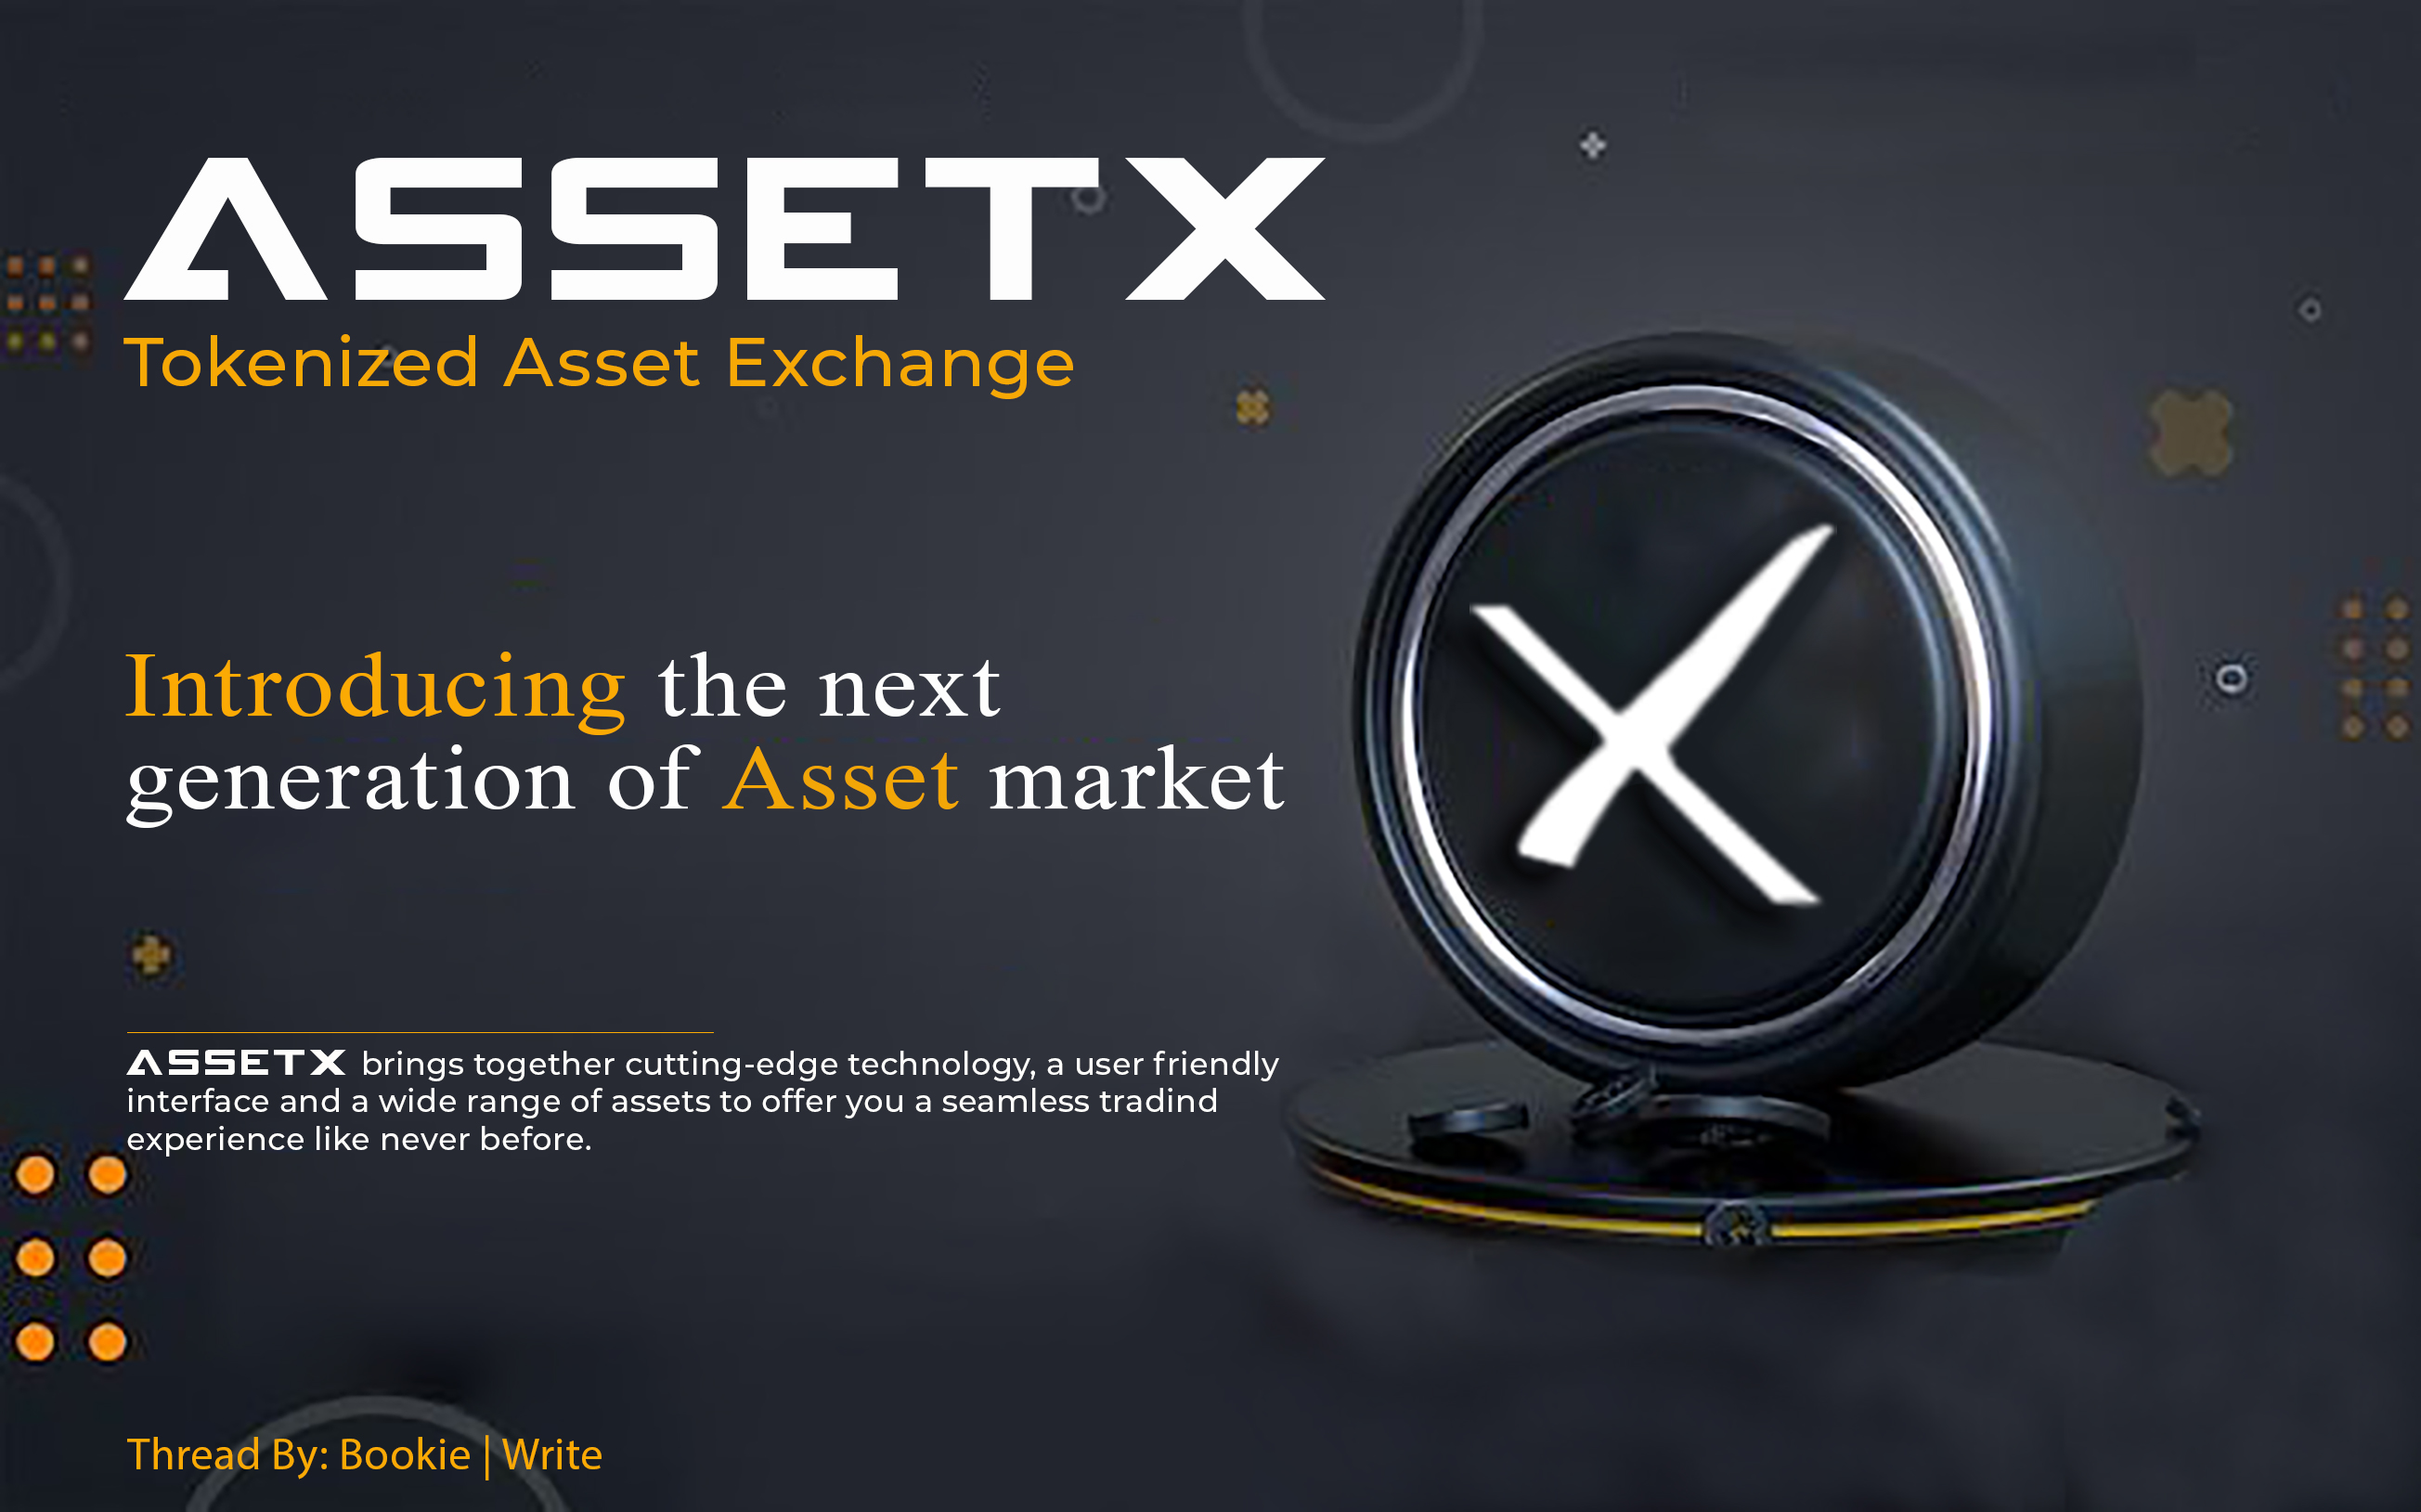 ASSETX
Tokenized Asset Exchange
Introducing the next
generation of Asset market
ASSETX brings together cutting-edge technology, a user friendly
interface and a wide range of assets to offer you a seamless tradind
experience like never before.
Thread By: Bookie | Write